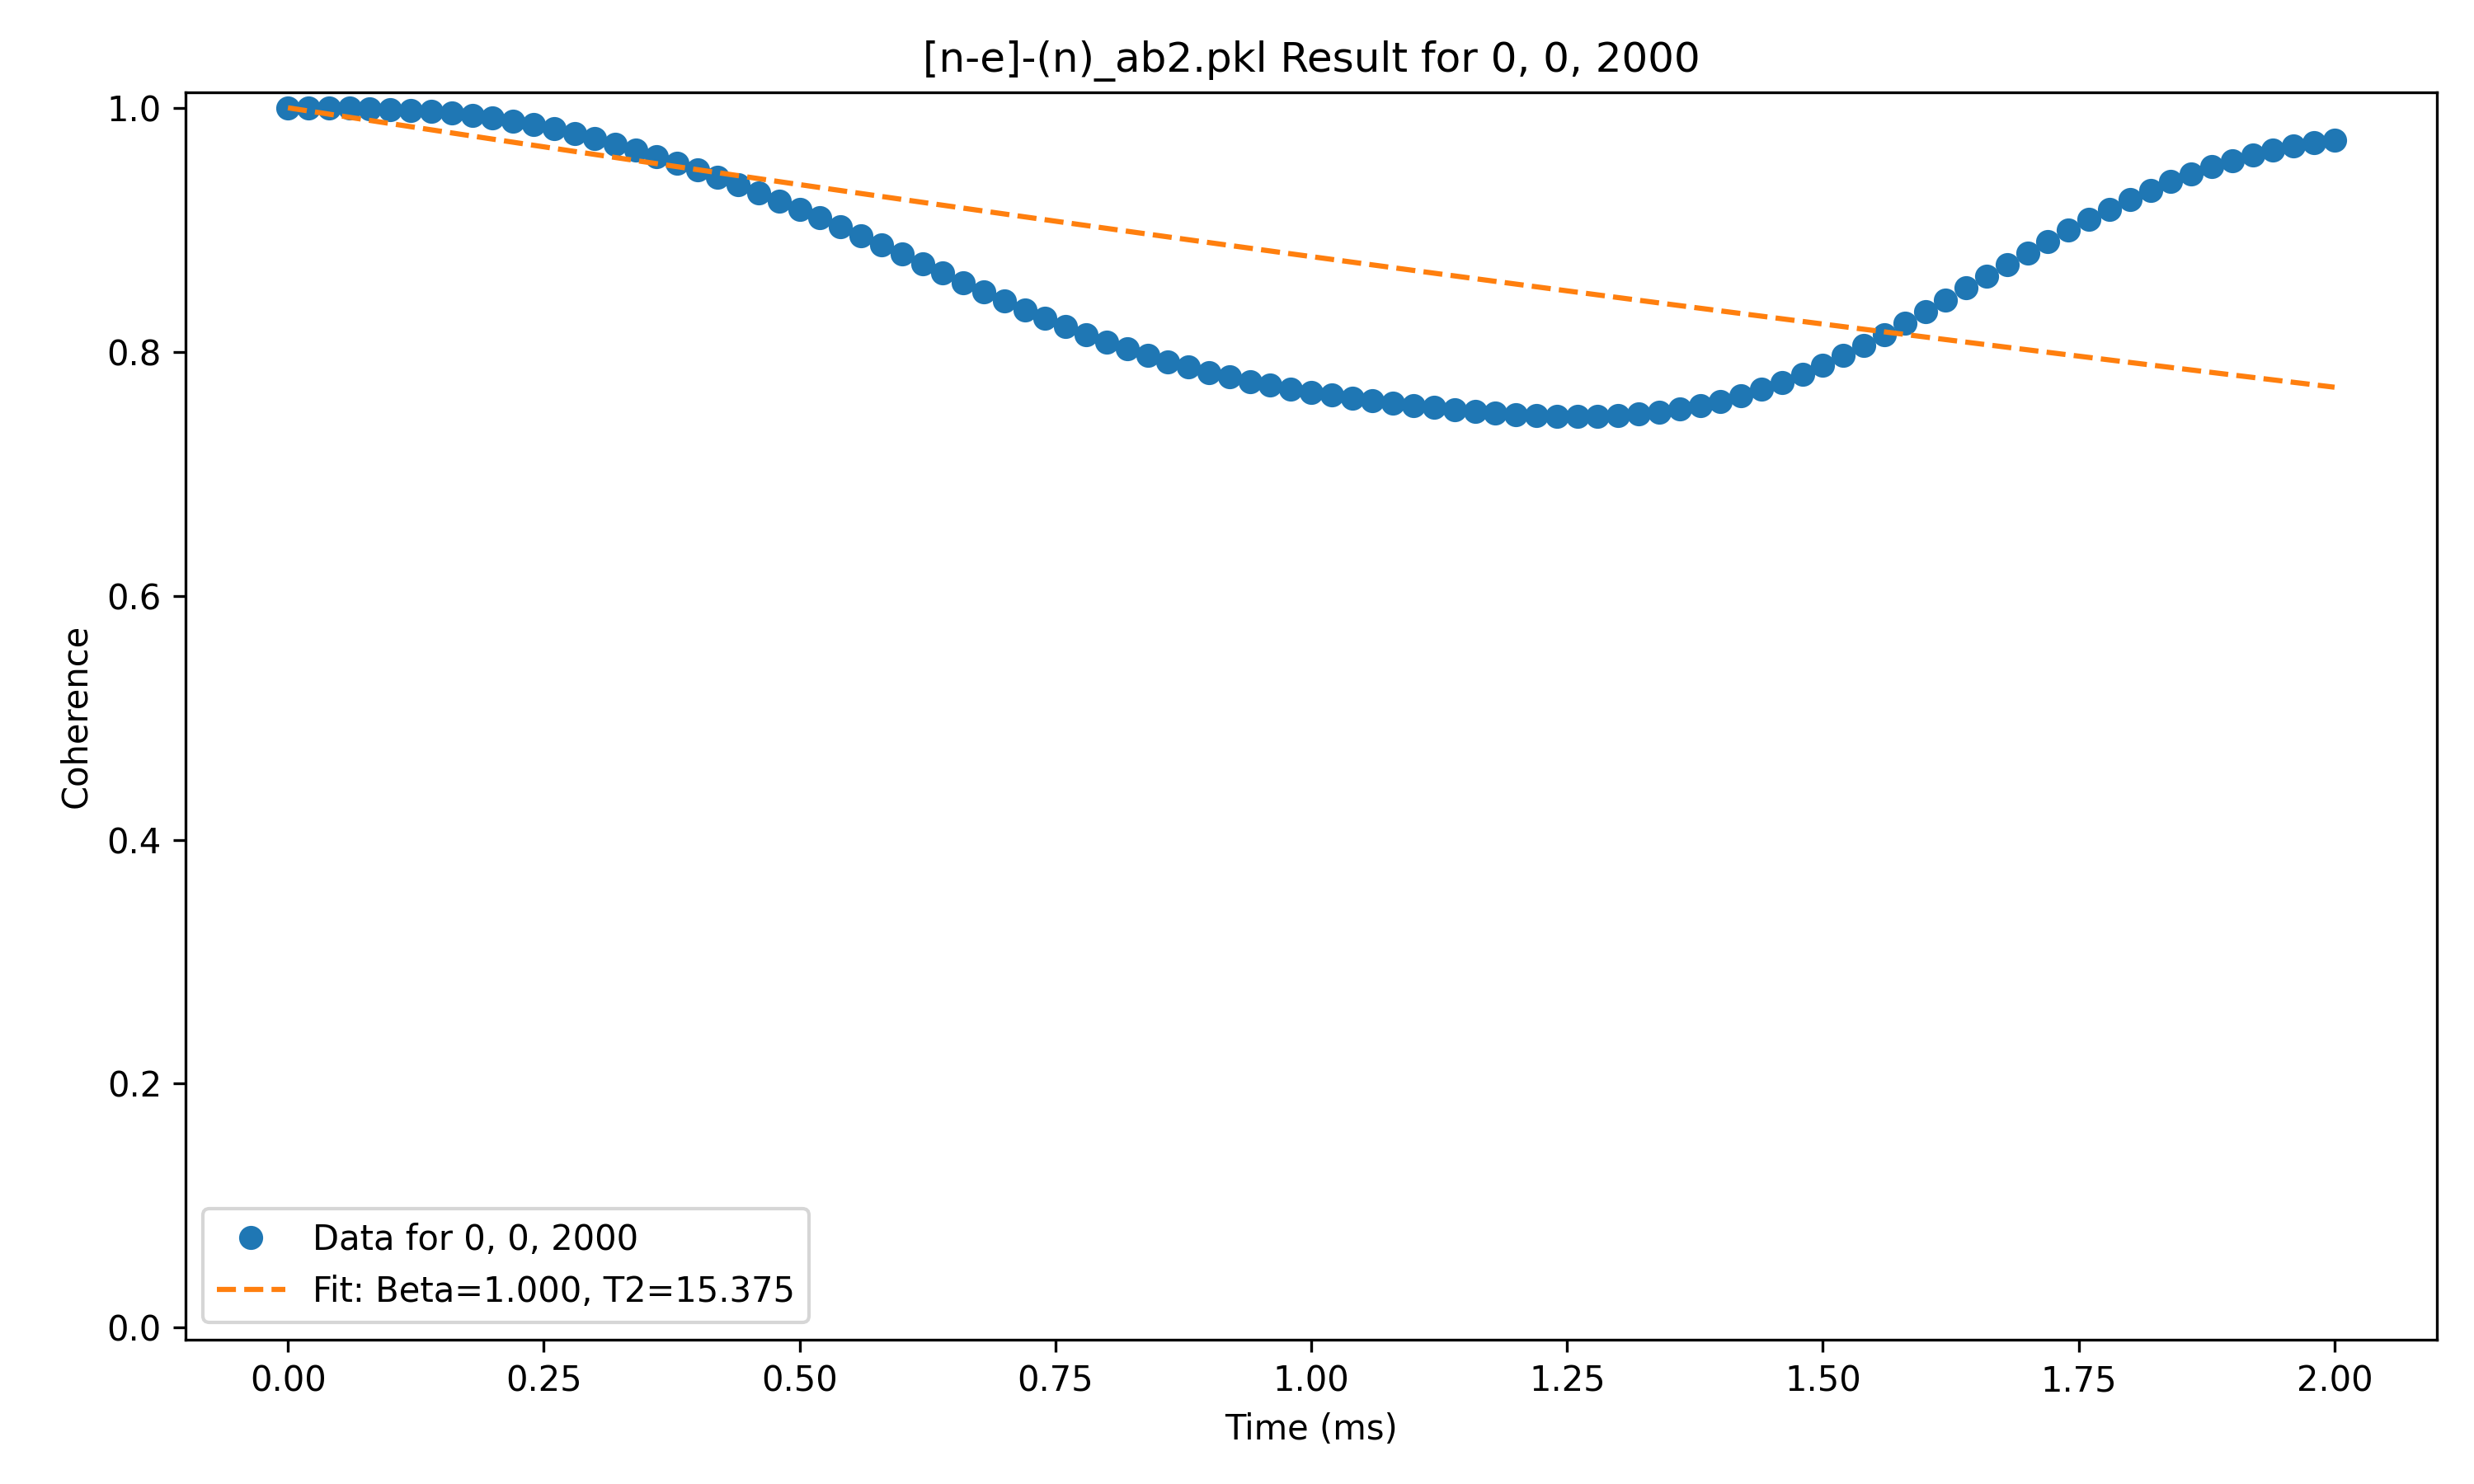 [n-e]-(n)_ab2.pkl Result for 0, 0, 2000
1.0
0.8
0.6
0.4
0.2
0.0
Coherence
Data for 0, 0, 2000
Fit: Beta=1.000, T2=15.375
0.00 0.25 0.50 0.75 1.00 1.25 1.50 1.75 2.00
Time (ms)